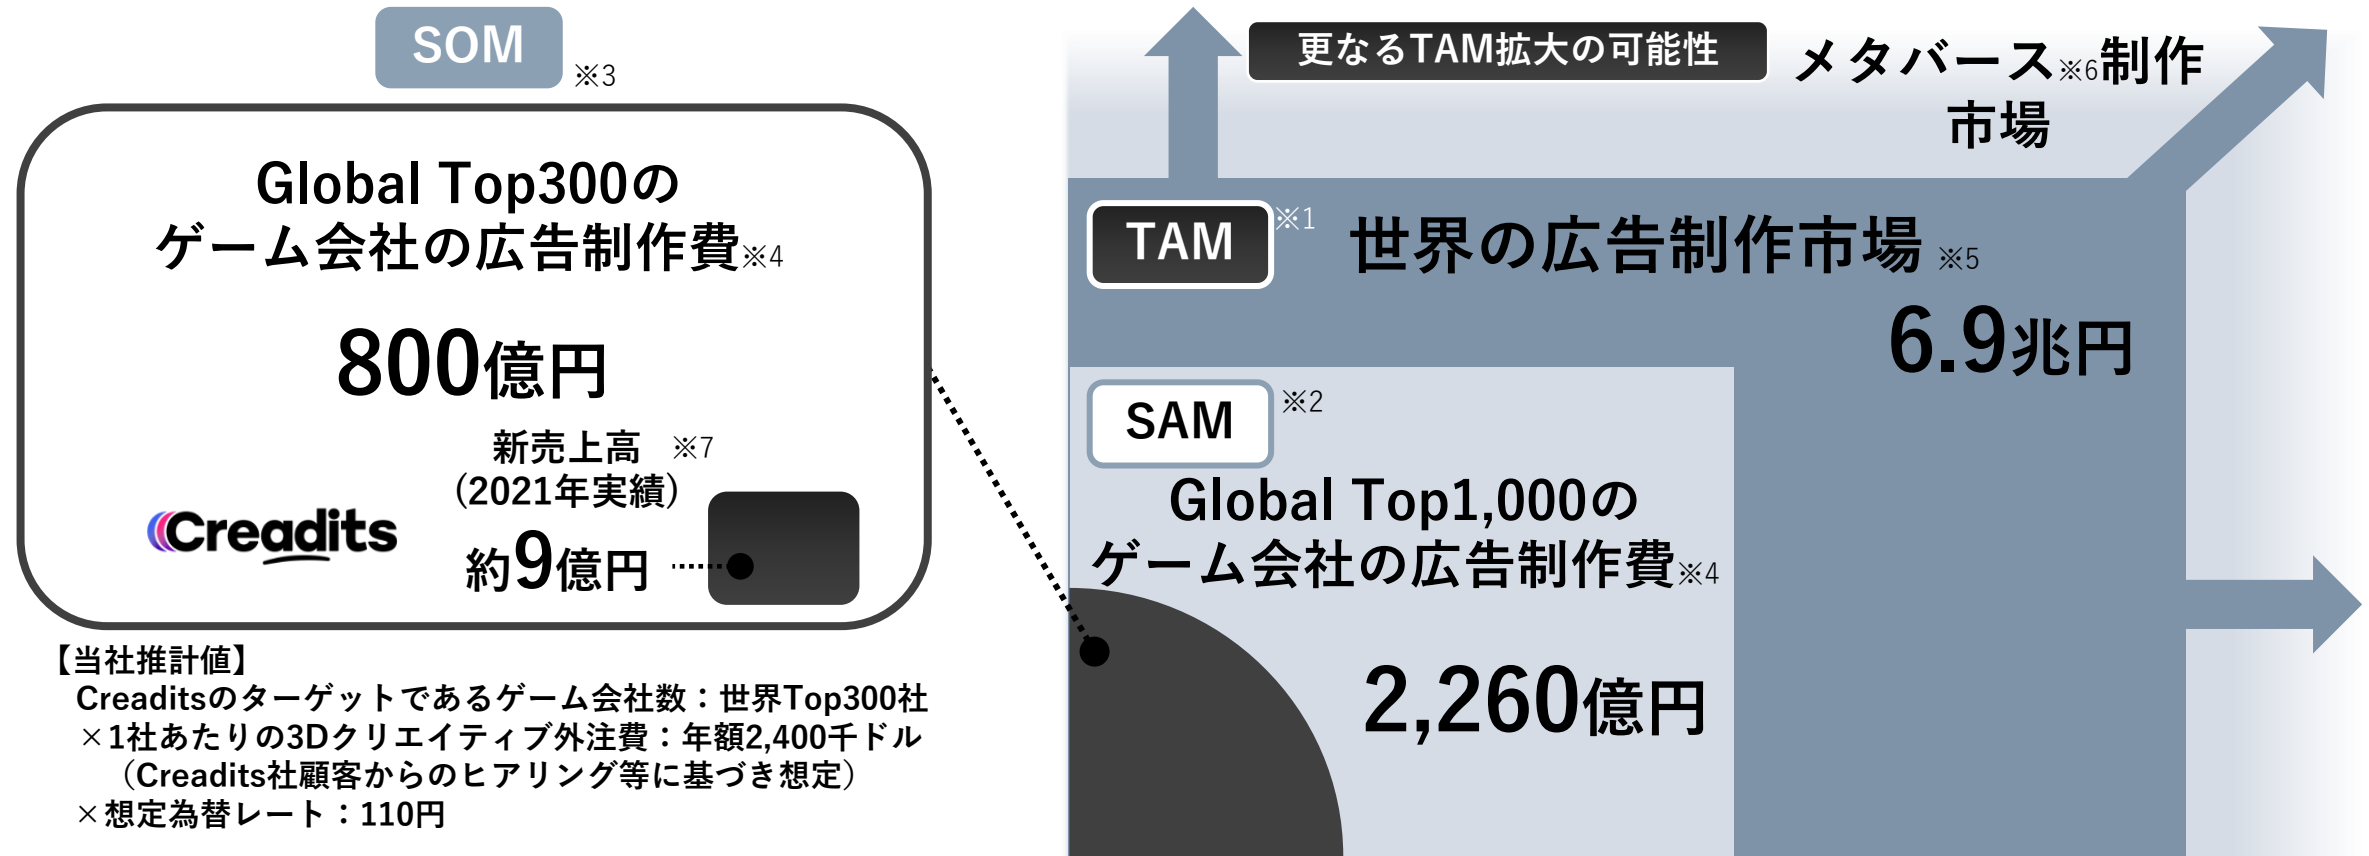 SOM ※3
Global Top300の
ゲーム会社の広告制作費※4
800億円
新売上高 ※7
(2021年実績)
Creadits
約9億円
【当社推計値】
Creaditsのターゲットであるゲーム会社数：世界Top300社
×1社あたりの3Dクリエイティブ外注費：年額2,400千ドル
（Creadits社顧客からのヒアリング等に基づき想定）
×想定為替レート：110円
更なるTAM拡大の可能性
メタバース※6制作
市場
TAM ※1
世界の広告制作市場 ※5
6.9兆円
SAM ※2
Global Top1,000の
ゲーム会社の広告制作費※4
2,260億円